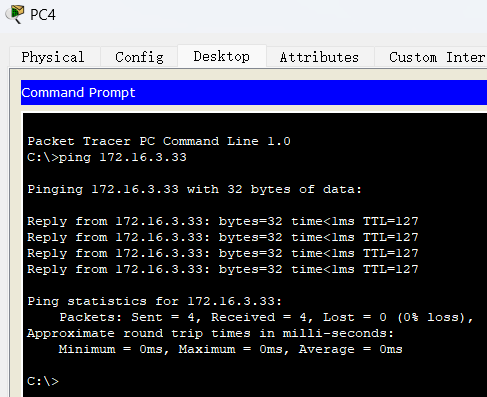 PC4
Physical Config Desktop Attributes Custom Inter
Command Prompt
Packet Tracer PC Command Line 1.0
C:\>ping 172.16.3.33
Pinging 172.16.3.33 with 32 bytes of data:
Reply from 172.16.3.33: bytes=32 time<1ms TTL=127
Reply from 172.16.3.33: bytes=32 time<1ms TTL=127
Reply from 172.16.3.33: bytes=32 time<1ms TTL=127
Reply from 172.16.3.33: bytes=32 time<1ms TTL=127
Ping statistics for 172.16.3.33:
Packets: Sent = 4, Received = 4, Lost = 0 (0% loss),
Approximate round trip times in milli-seconds:
Minimum = 0ms, Maximum = 0ms, Average = 0ms
C:\>